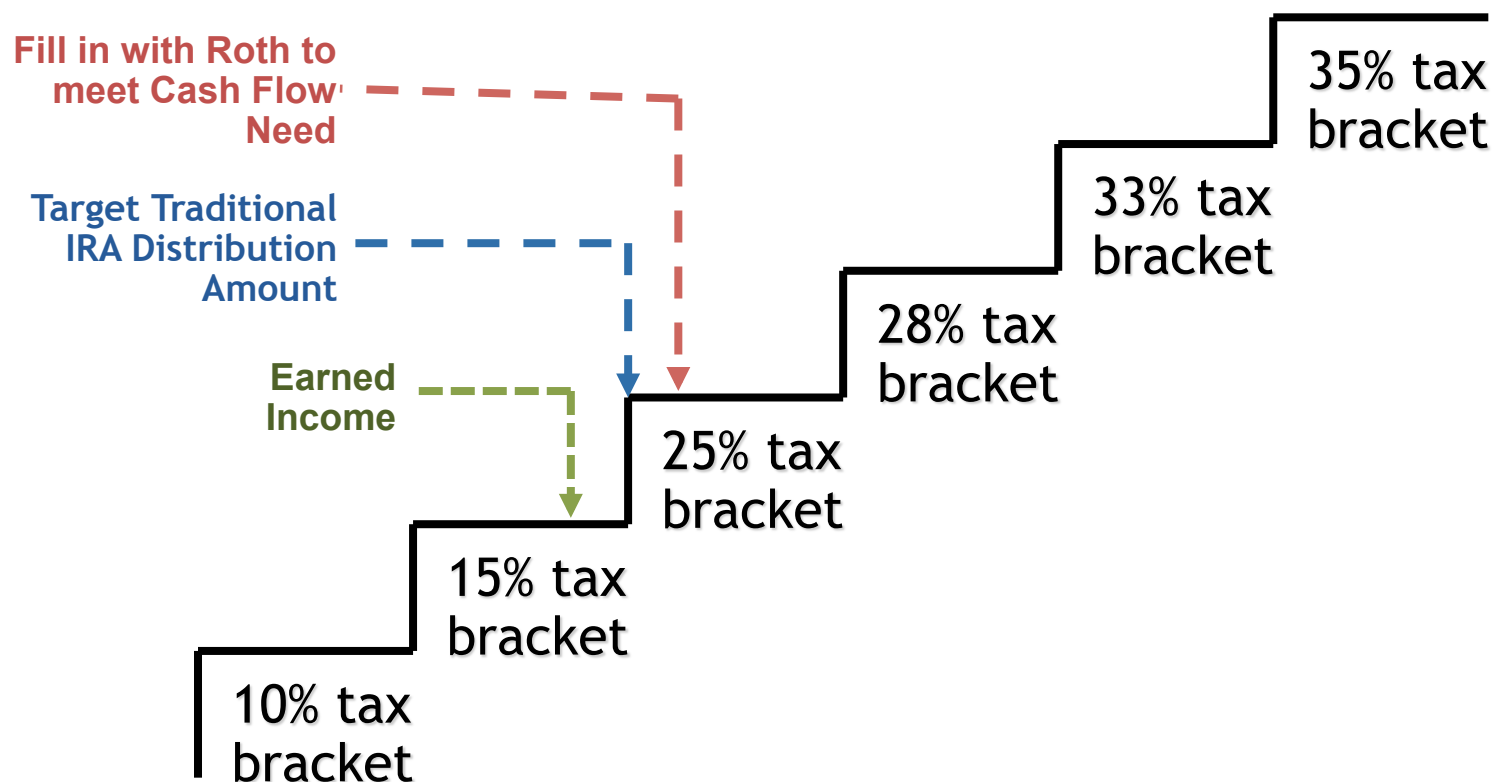 Fill in with Roth to
meet Cash Flow
Need
Target Traditional
IRA Distribution
Amount
Earned
Income
35% tax
bracket
33% tax
bracket
28% tax
bracket
25% tax
bracket
15% tax
bracket
10% tax
bracket